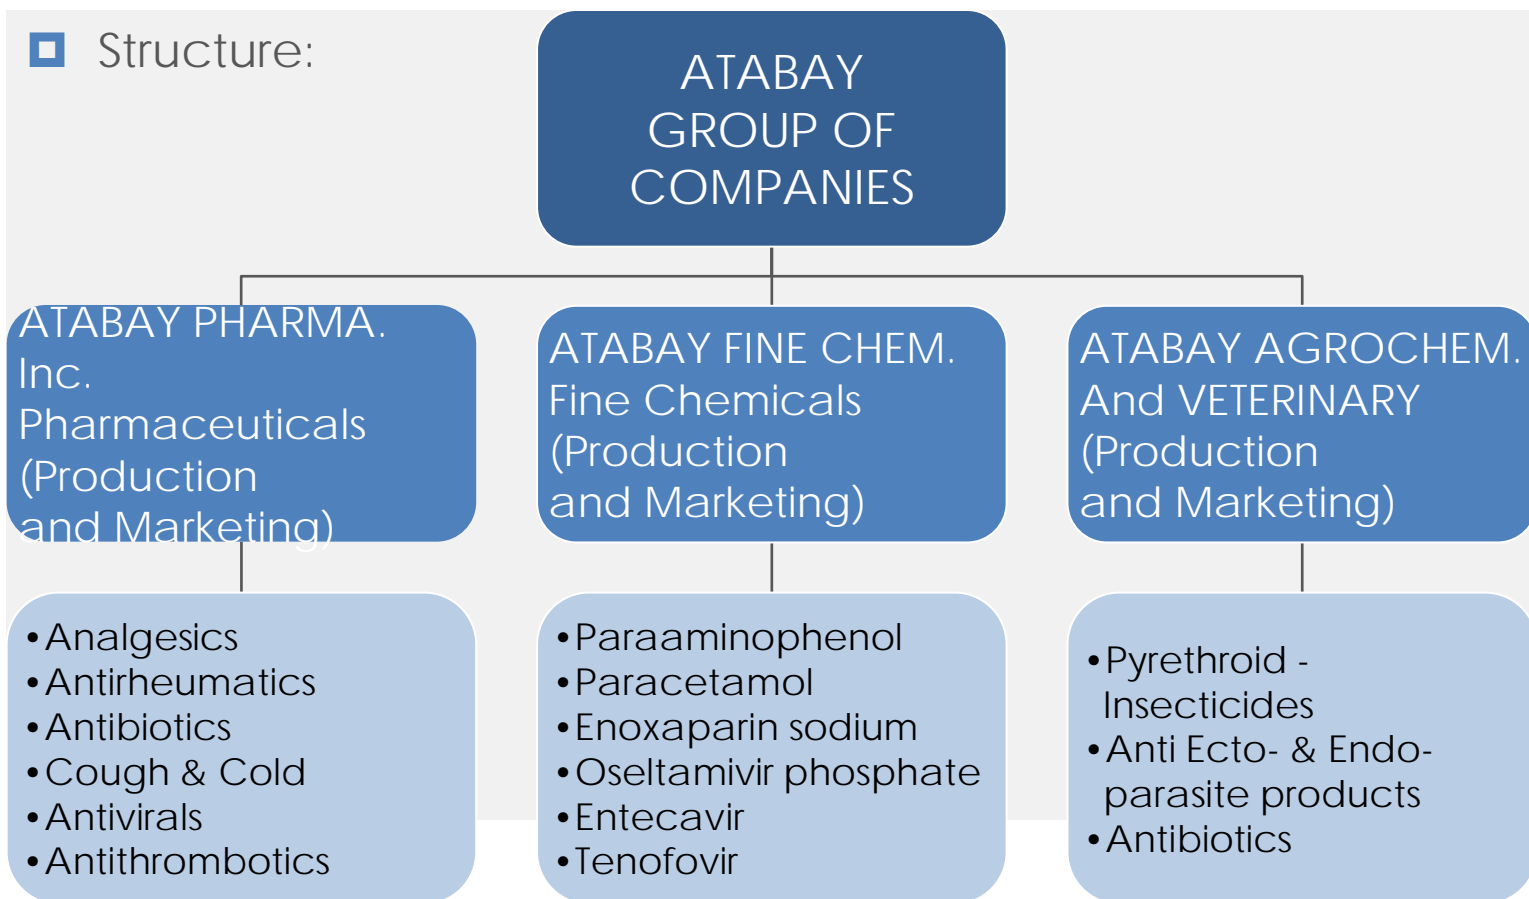 Structure:
ATABAY
GROUP OF
COMPANIES
ATABAY PHARMA.
Inc.
Pharmaceuticals
(Production
and Marketing)
ATABAY FINE CHEM.
Fine Chemicals
(Production
and Marketing)
ATABAY AGROCHEM.
And VETERINARY
(Production
and Marketing)
•Analgesics
•Antirheumatics
•Antibiotics
•Cough & Cold
•Antivirals
•Antithrombotics
•Paraaminophenol
•Paracetamol
•Enoxaparin sodium
•Oseltamivir phosphate
•Entecavir
•Tenofovir
•Pyrethroid -
Insecticides
•Anti Ecto- & Endo-
parasite products
•Antibiotics